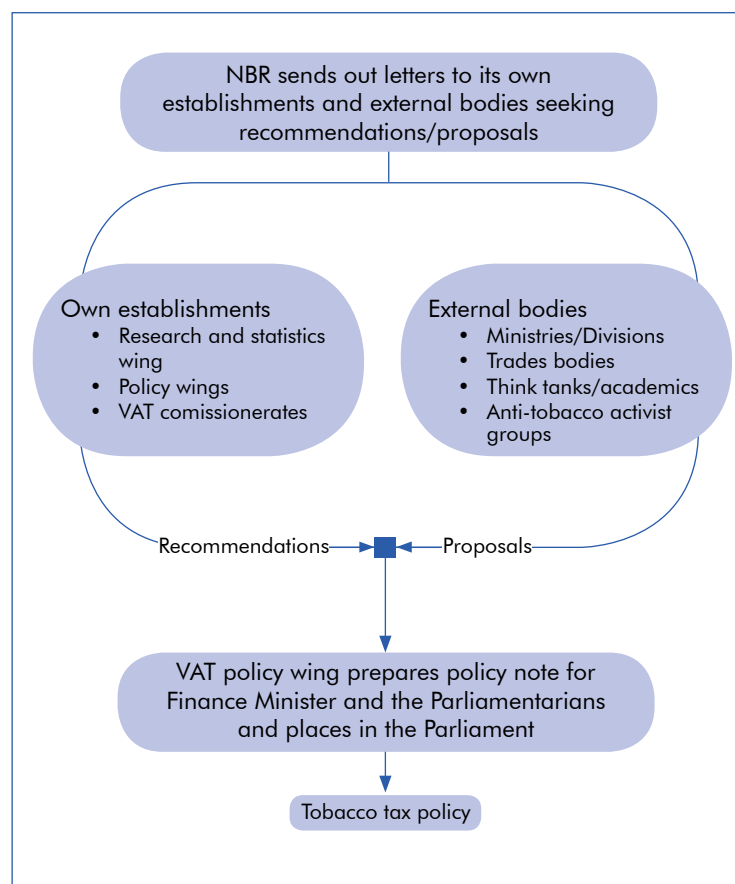 NBR sends out letters to its own
establishments and external bodies seeking
recommendations/proposals
Own establishments
• Research and statistics
wing
• Policy wings
• VAT comissionerates
External bodies
• Ministries/Divisions
• Trades bodies
• Think tanks/academics
• Anti-tobacco activist
groups
Recommendations
Proposals
VAT policy wing prepares policy note for
Finance Minister and the Parliamentarians
and places in the Parliament
Tobacco tax policy